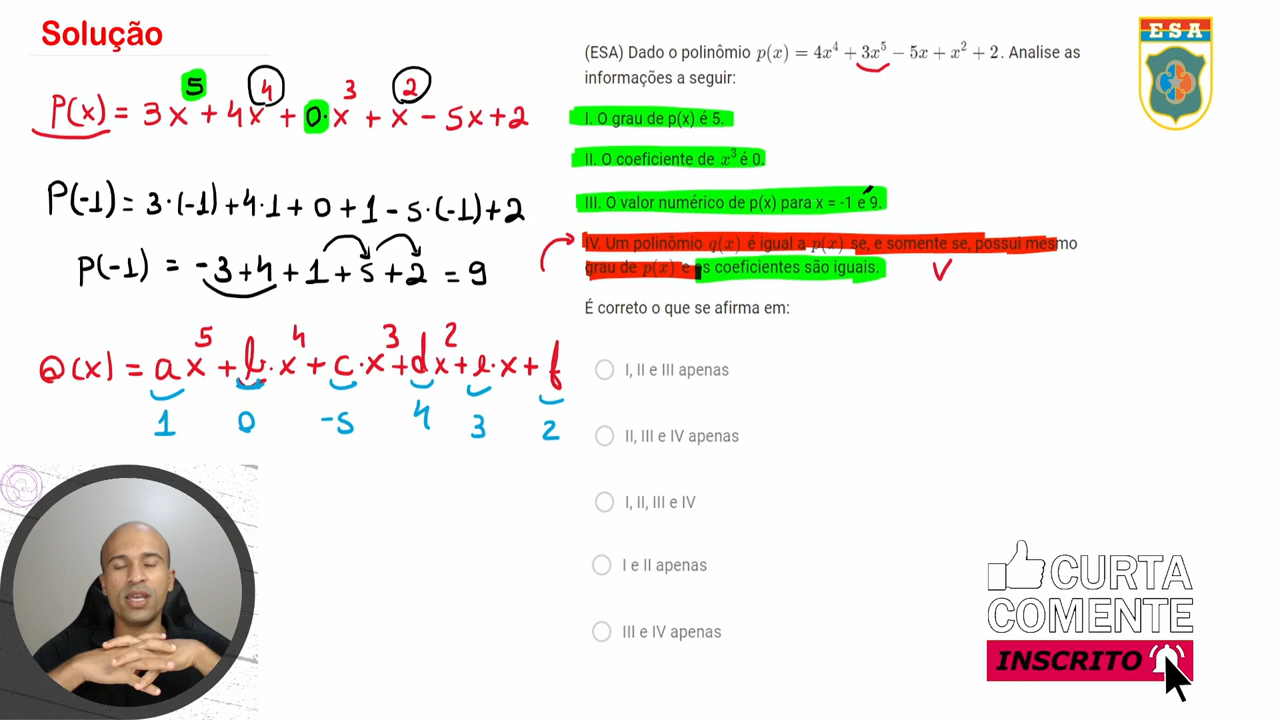 Solução
P(x) = 3x⁵ + 4x⁴ + 0·x³ + x² - 5x + 2
P(-1) = 3·(-1) + 4·1 + 0 + 1 - 5·(-1) + 2
P(-1) = -3 + 4 + 1 + 5 + 2 = 9
Q(x) = ax⁵ + b·x⁴ + c·x³ + dx² + e·x + f
1 0 -5 4 3 2
(ESA) Dado o polinômio p(x) = 4x⁴ + 3x⁵ − 5x + x² + 2. Analise as
informações a seguir:
I. O grau de p(x) é 5.
II. O coeficiente de x³ é 0.
III. O valor numérico de p(x) para x = -1 é 9.
IV. Um polinômio q(x) é igual a p(x) se, e somente se, possui mesmo
grau de p(x) e os coeficientes são iguais.
V
É correto o que se afirma em:
I, II e III apenas
II, III e IV apenas
I, II, III e IV
I e II apenas
III e IV apenas
ESA
CURTA
COMENTE
INSCRITO